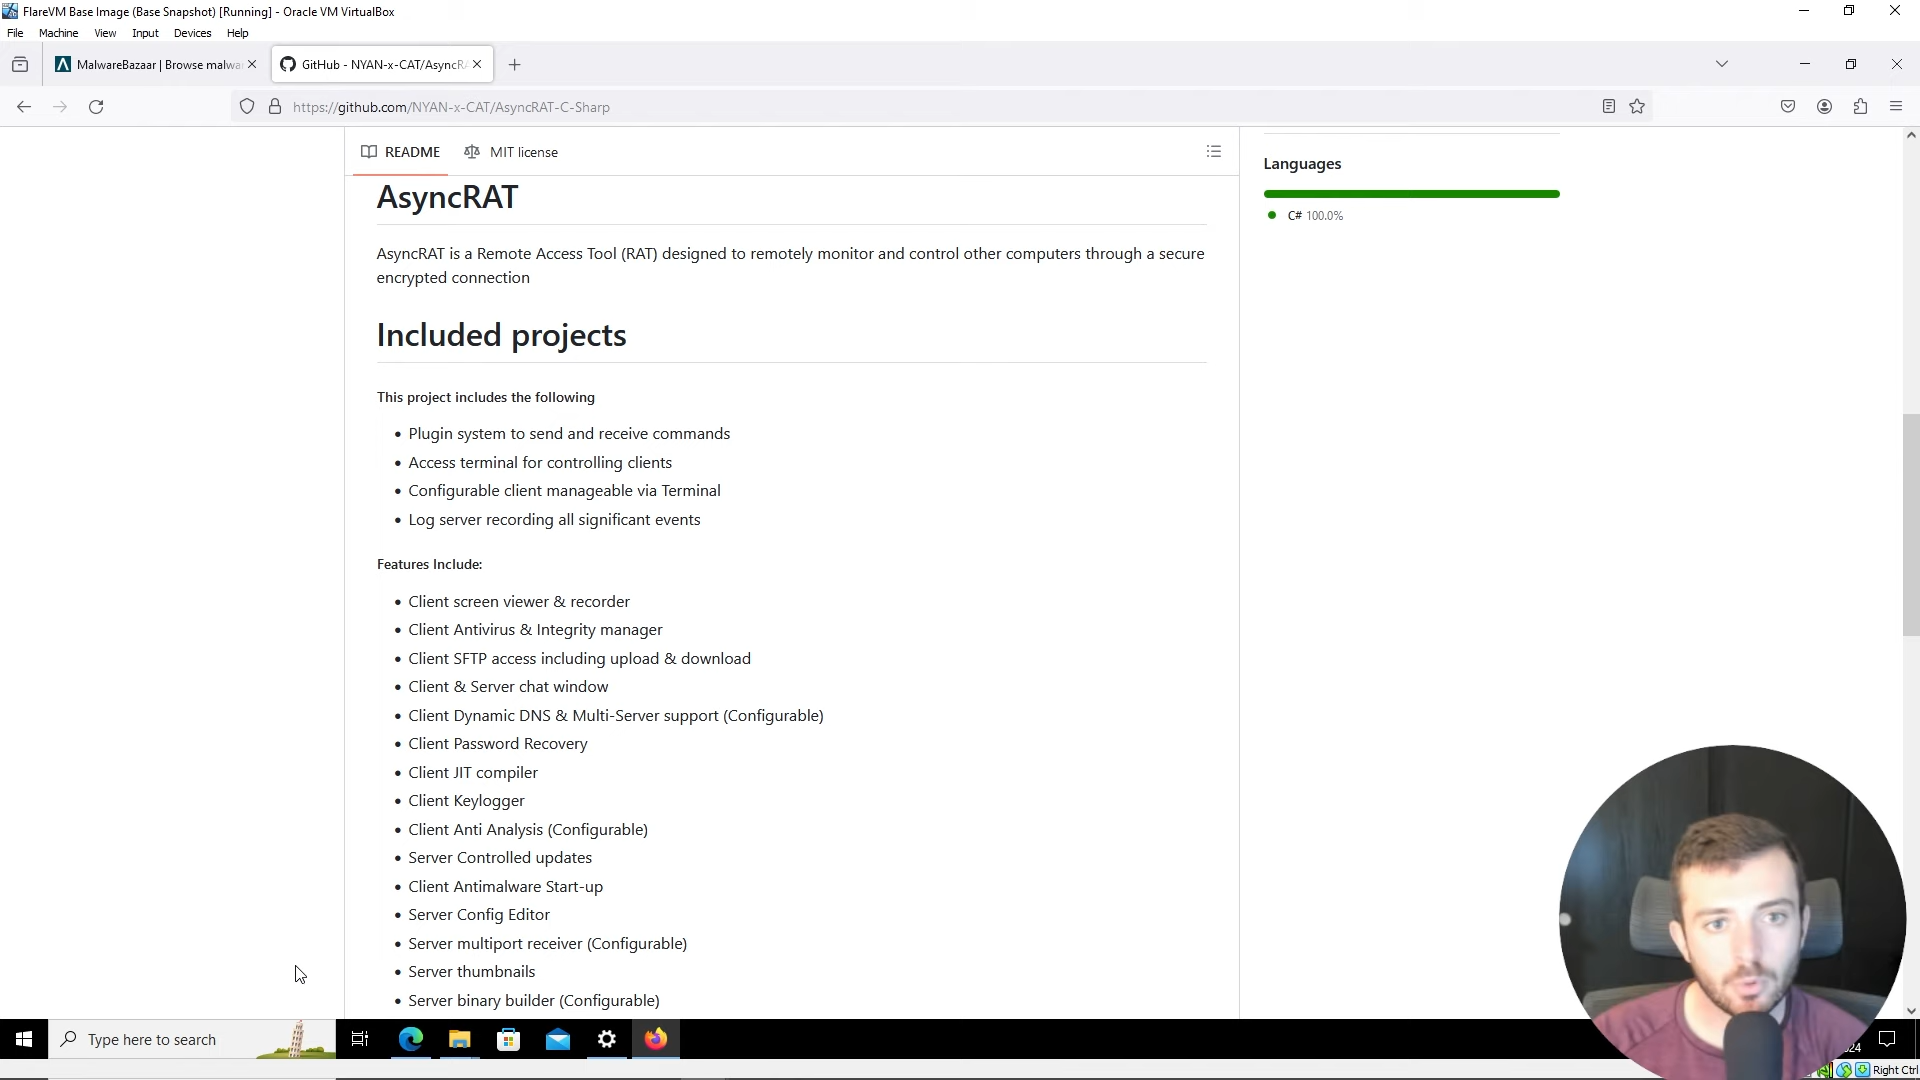 FlareVM Base Image (Base Snapshot) [Running] - Oracle VM VirtualBox
File Machine View Input Devices Help
MalwareBazaar | Browse malwa
GitHub - NYAN-x-CAT/AsyncRA
https://github.com/NYAN-x-CAT/AsyncRAT-C-Sharp
README
MIT license
Languages
C# 100.0%
AsyncRAT
AsyncRAT is a Remote Access Tool (RAT) designed to remotely monitor and control other computers through a secure
encrypted connection
Included projects
This project includes the following
• Plugin system to send and receive commands
• Access terminal for controlling clients
• Configurable client manageable via Terminal
• Log server recording all significant events
Features Include:
• Client screen viewer & recorder
• Client Antivirus & Integrity manager
• Client SFTP access including upload & download
• Client & Server chat window
• Client Dynamic DNS & Multi-Server support (Configurable)
• Client Password Recovery
• Client JIT compiler
• Client Keylogger
• Client Anti Analysis (Configurable)
• Server Controlled updates
• Client Antimalware Start-up
• Server Config Editor
• Server multiport receiver (Configurable)
• Server thumbnails
• Server binary builder (Configurable)
Type here to search
24
Right Ctrl